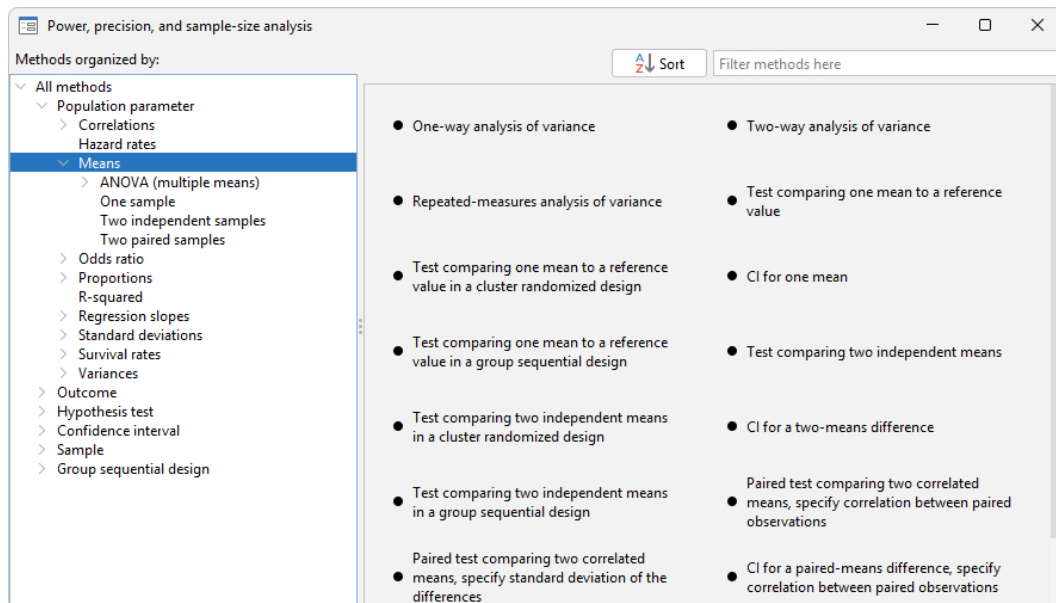 Power, precision, and sample-size analysis
Methods organized by:
Sort
Filter methods here
All methods
Population parameter
Correlations
Hazard rates
Means
ANOVA (multiple means)
One sample
Two independent samples
Two paired samples
Odds ratio
Proportions
R-squared
Regression slopes
Standard deviations
Survival rates
Variances
Outcome
Hypothesis test
Confidence interval
Sample
Group sequential design
One-way analysis of variance
Two-way analysis of variance
Repeated-measures analysis of variance
Test comparing one mean to a reference
value
Test comparing one mean to a reference
value in a cluster randomized design
CI for one mean
Test comparing one mean to a reference
value in a group sequential design
Test comparing two independent means
Test comparing two independent means
in a cluster randomized design
CI for a two-means difference
Test comparing two independent means
in a group sequential design
Paired test comparing two correlated
means, specify correlation between paired
observations
Paired test comparing two correlated
means, specify standard deviation of the
differences
CI for a paired-means difference, specify
correlation between paired observations